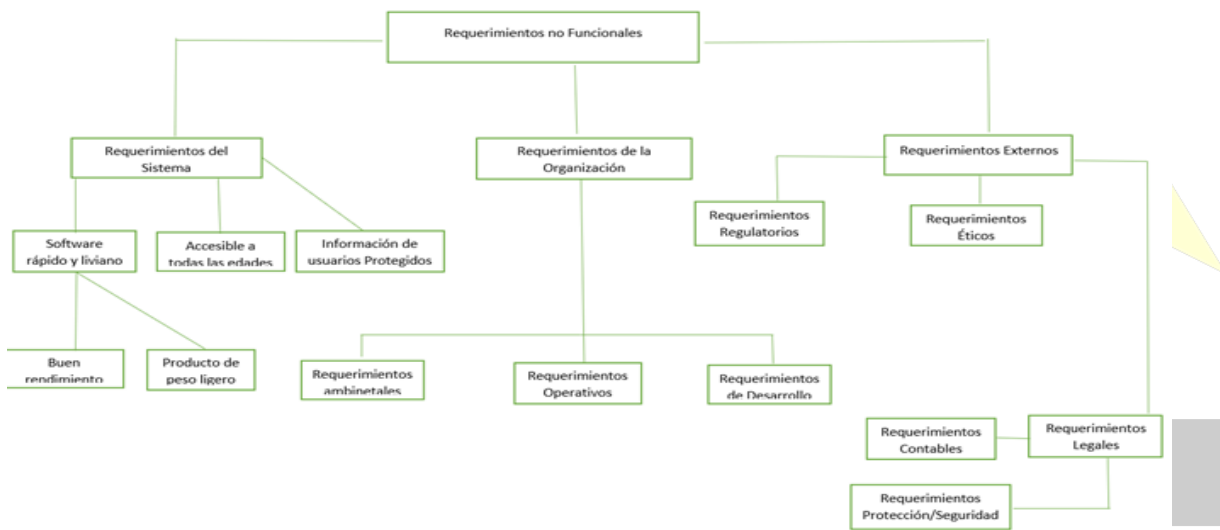 Requerimientos no Funcionales
Requerimientos del
Sistema
Requerimientos de la
Organización
Requerimientos Externos
Requerimientos
Regulatorios
Requerimientos
Éticos
Software
rápido y liviano
Accesible a
todas las edades
Información de
usuarios Protegidos
Buen
rendimiento
Producto de
peso ligero
Requerimientos
ambinetales
Requerimientos
Operativos
Requerimientos
de Desarrollo
Requerimientos
Contables
Requerimientos
Legales
Requerimientos
Protección/Seguridad